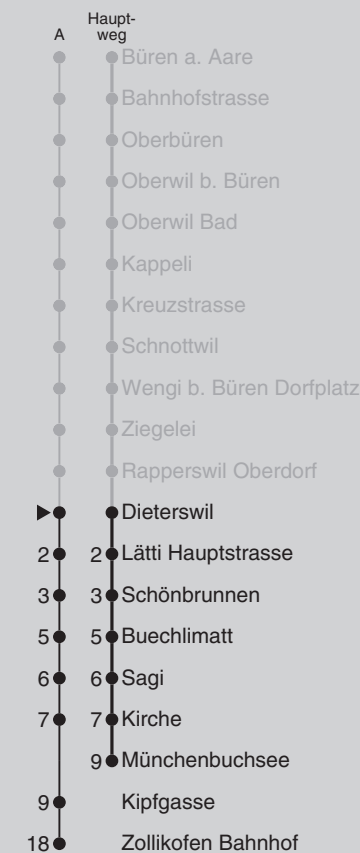 Haupt-
A weg
Büren a. Aare
Bahnhofstrasse
Oberbüren
Oberwil b. Büren
Oberwil Bad
Kappeli
Kreuzstrasse
Schnottwil
Wengi b. Büren Dorfplatz
Ziegelei
Rapperswil Oberdorf
Dieterswil
2 2 Lätti Hauptstrasse
3 3 Schönbrunnen
5 5 Buechlimatt
6 6 Sagi
7 7 Kirche
9 Münchenbuchsee
9 Kipfgasse
18 Zollikofen Bahnhof